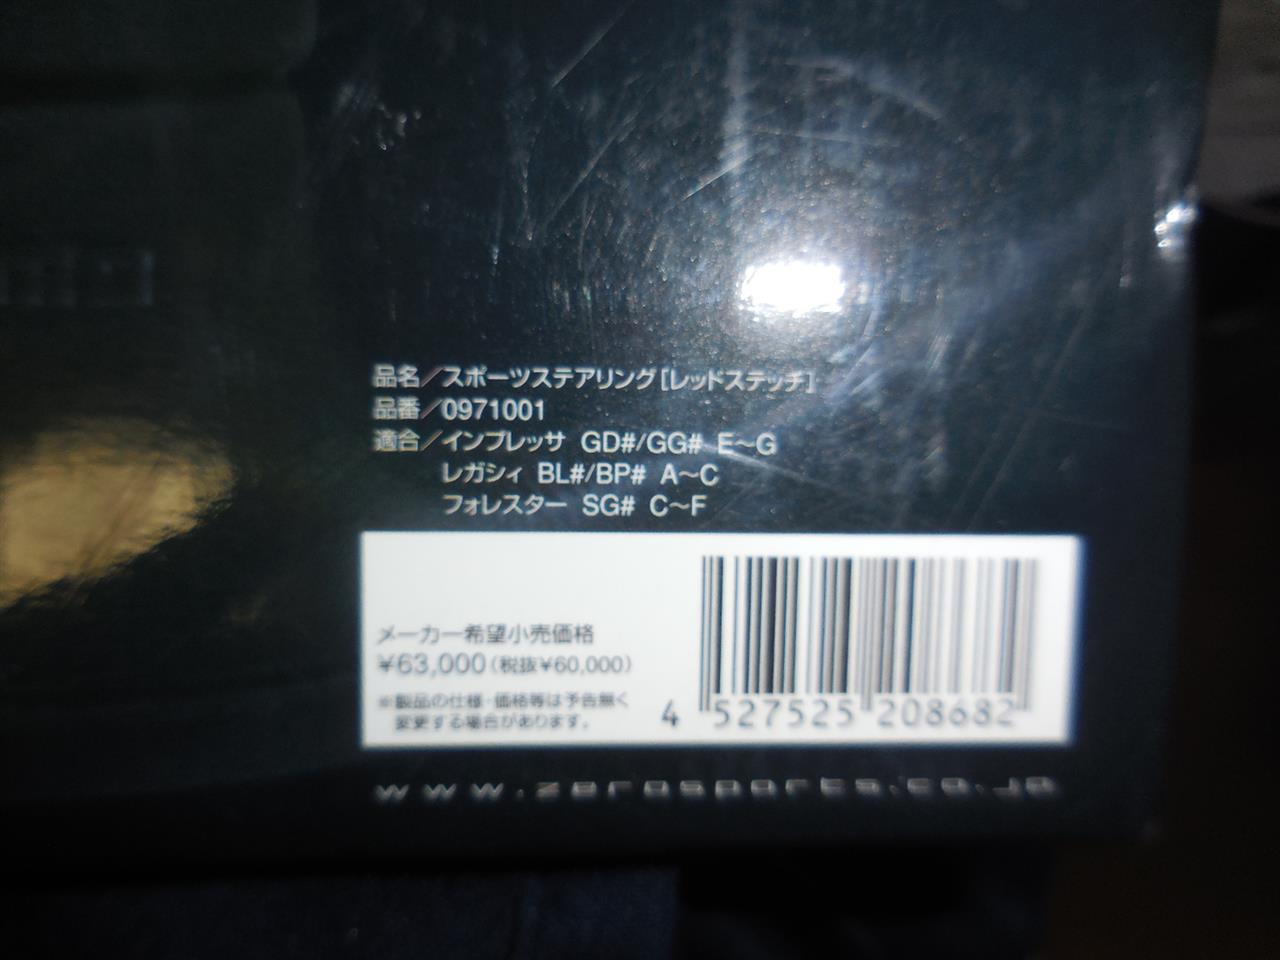 品名／スポーツステアリング[レッドステッチ]
品番／0971001
適合／インプレッサ GD#/GG# E～G
レガシィ BL#/BP# A～C
フォレスター SG# C～F
メーカー希望小売価格
¥63,000(税抜¥60,000)
※製品の仕様・価格等は予告無く
変更する場合があります。
4 527525 208682
www.zerosports.co.jp